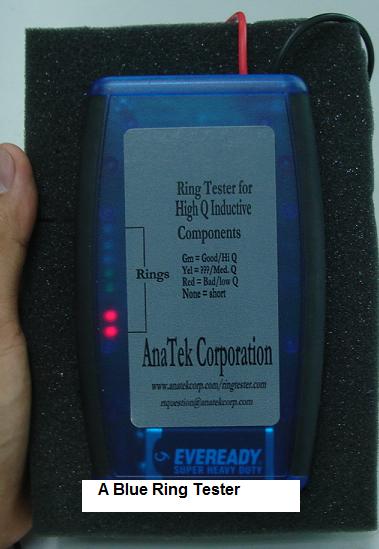 Ring Tester for
High Q Inductive
Components
Grn = Good/Hi Q
Yel = ???/Med. Q
Red = Bad/low Q
None = short
Rings
AnaTek Corporation
www.anatekcorp.com/ringtester.com
rtquestion@anatekcorp.com
EVEREADY
SUPER HEAVY DUTY
A Blue Ring Tester